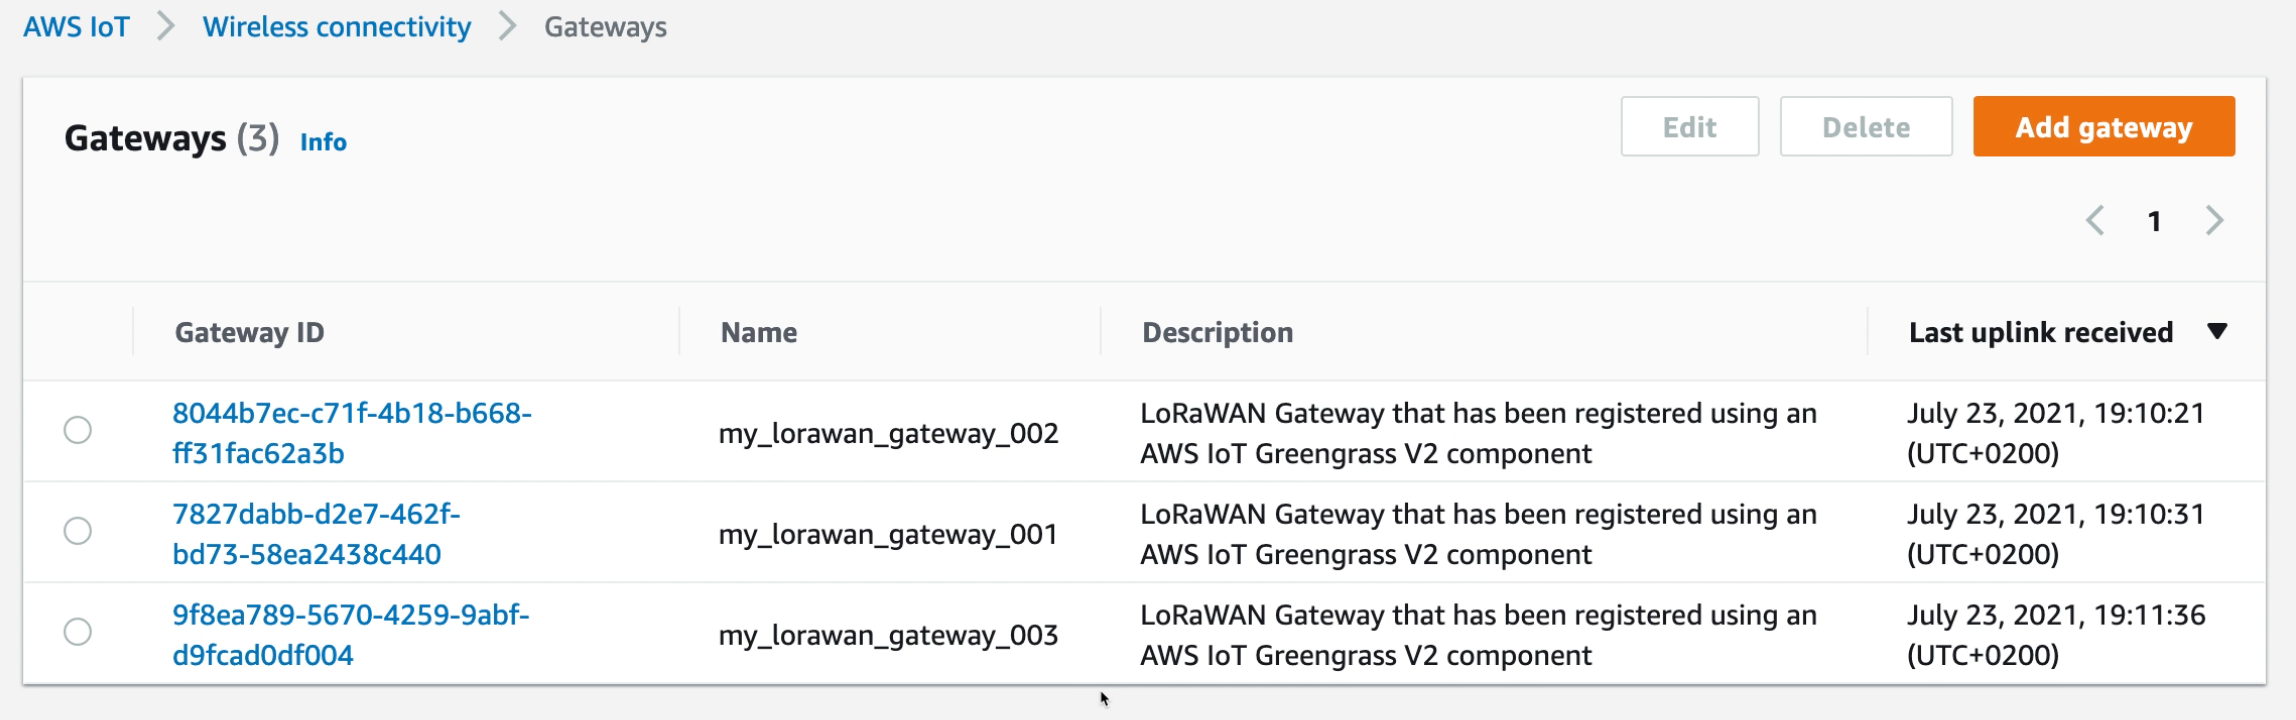 AWS IoT > Wireless connectivity > Gateways
Gateways (3) Info
Edit Delete Add gateway
< 1 >
Gateway ID Name Description Last uplink received ▼
8044b7ec-c71f-4b18-b668-
ff31fac62a3b
my_lorawan_gateway_002
LoRaWAN Gateway that has been registered using an
AWS IoT Greengrass V2 component
July 23, 2021, 19:10:21
(UTC+0200)
7827dabb-d2e7-462f-
bd73-58ea2438c440
my_lorawan_gateway_001
LoRaWAN Gateway that has been registered using an
AWS IoT Greengrass V2 component
July 23, 2021, 19:10:31
(UTC+0200)
9f8ea789-5670-4259-9abf-
d9fcad0df004
my_lorawan_gateway_003
LoRaWAN Gateway that has been registered using an
AWS IoT Greengrass V2 component
July 23, 2021, 19:11:36
(UTC+0200)